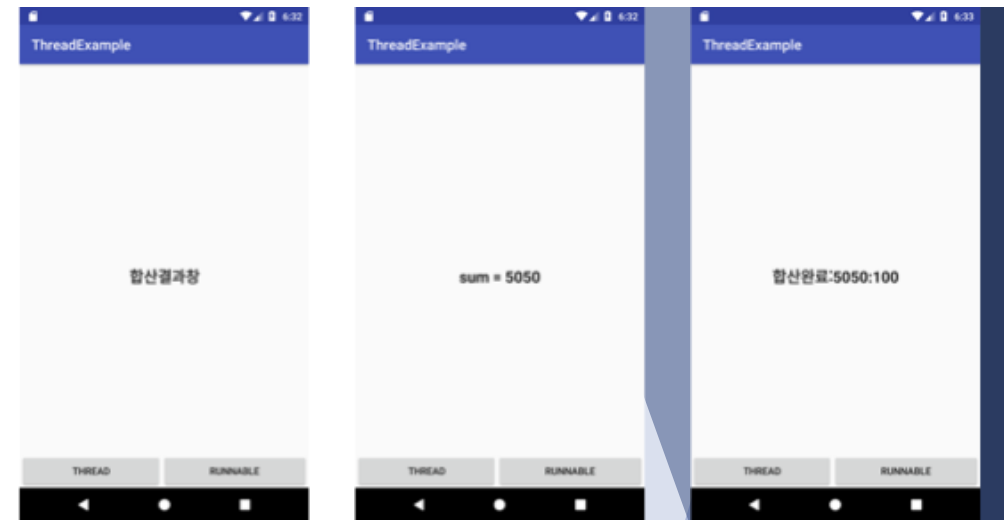 6:32
ThreadExample
합산결과창
THREAD RUNNABLE
6:32
ThreadExample
sum = 5050
THREAD RUNNABLE
6:33
ThreadExample
합산완료:5050:100
THREAD RUNNABLE